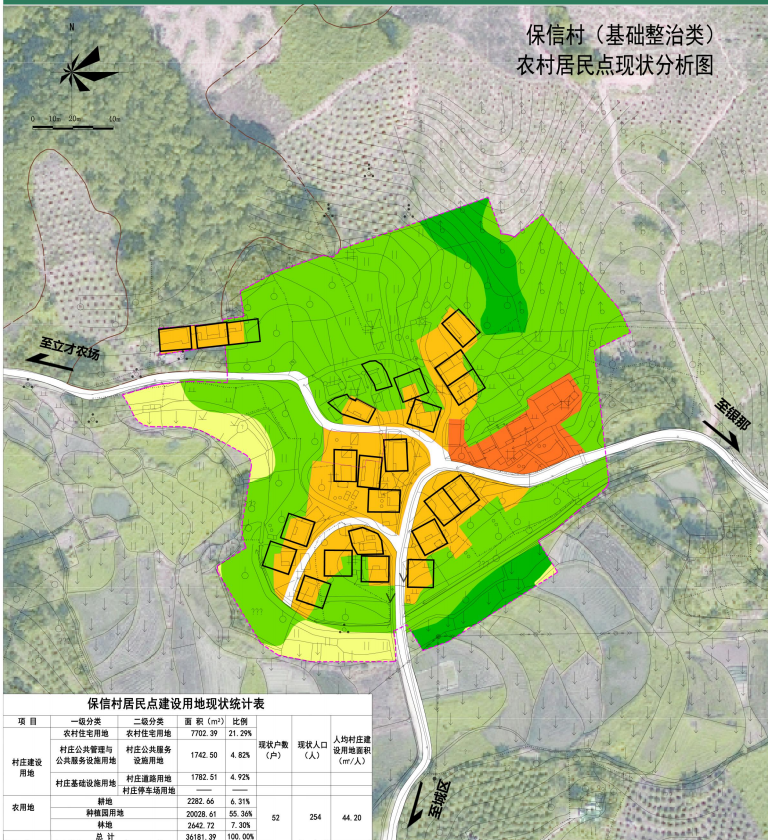 保信村（基础整治类）
农村居民点现状分析图
N
0 10m 20m 40m
至立才农场
至银那
至城区
保信村居民点建设用地现状统计表
项 目 一级分类 二级分类 面 积（m²） 比例 现状户数（户） 现状人口（人） 人均村庄建设用地面积（㎡/人）
村庄建设用地 农村住宅用地 农村住宅用地 7702.39 21.29%
村庄公共管理与公共服务设施用地 村庄公共服务设施用地 1742.50 4.82%
村庄基础设施用地 村庄道路用地 1782.51 4.92%
村庄停车场用地 —— ——
农用地 耕地 2282.66 6.31% 52 254 44.20
种植园用地 20028.61 55.36%
林地 2642.72 7.30%
总 计 36181.39 100.00%